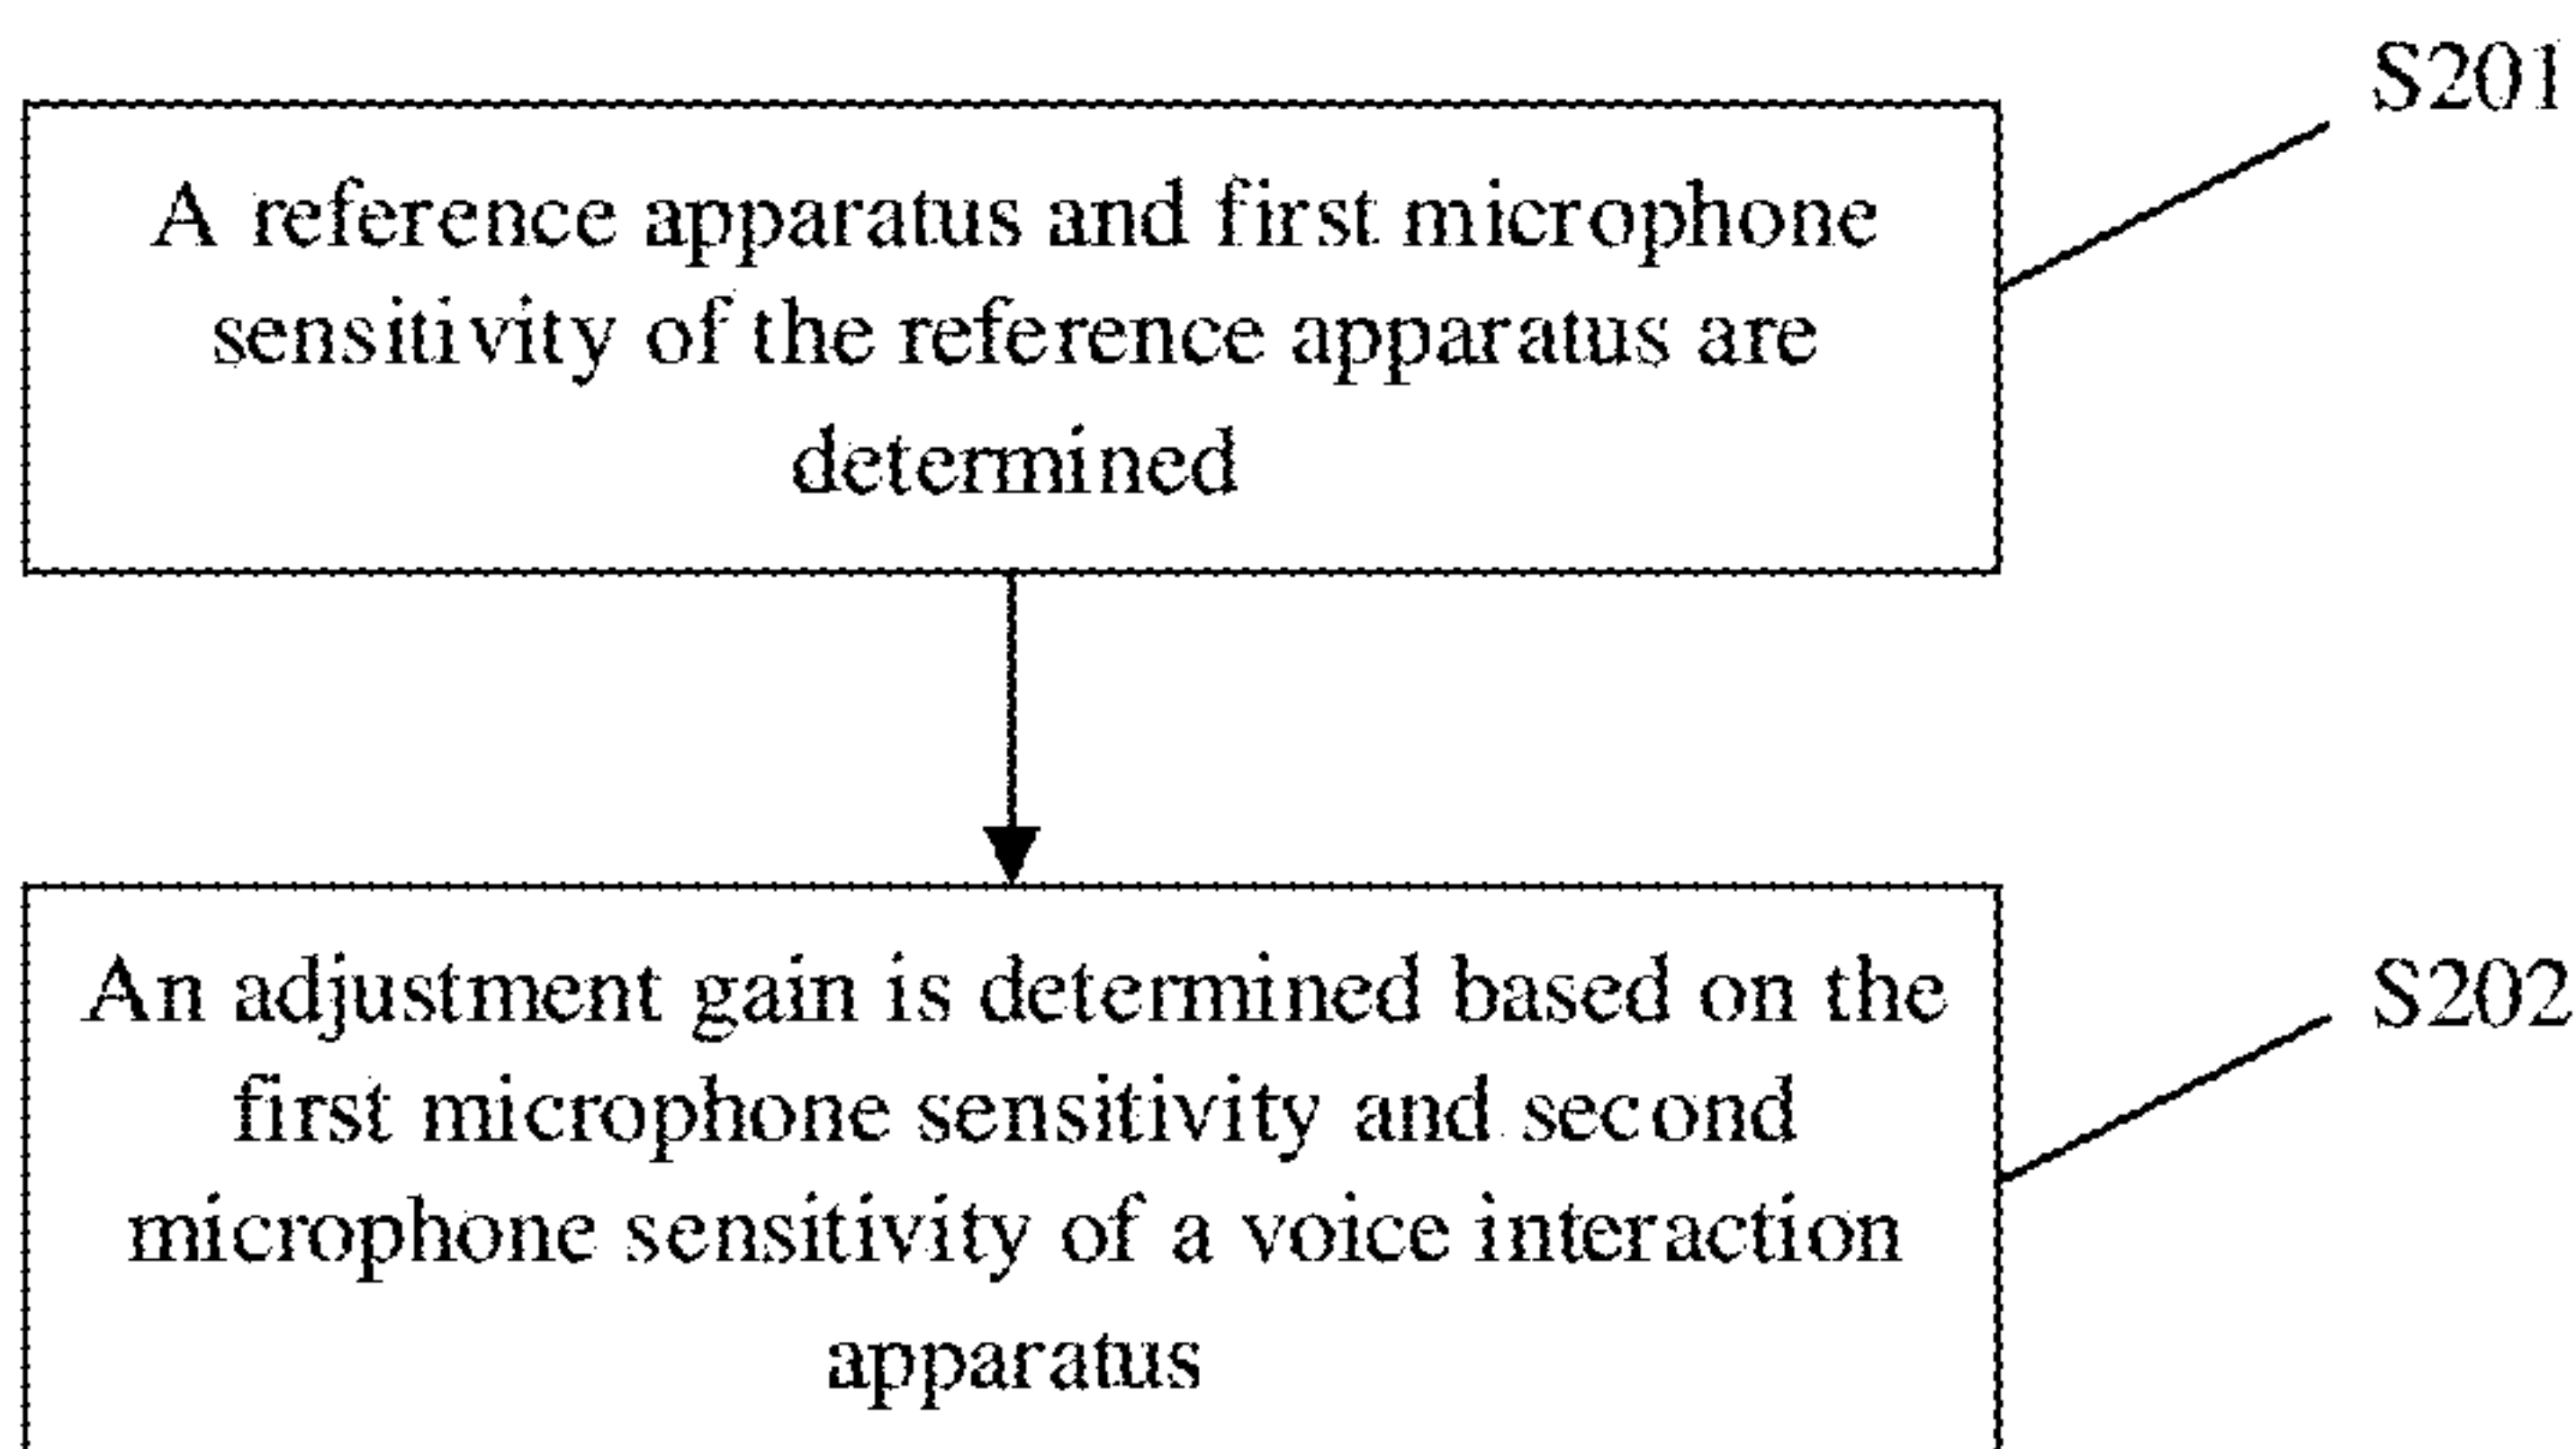 S201
A reference apparatus and first microphone
sensitivity of the reference apparatus are
determined
An adjustment gain is determined based on the
S202
first microphone sensitivity and second
microphone sensitivity of a voice interaction
apparatus